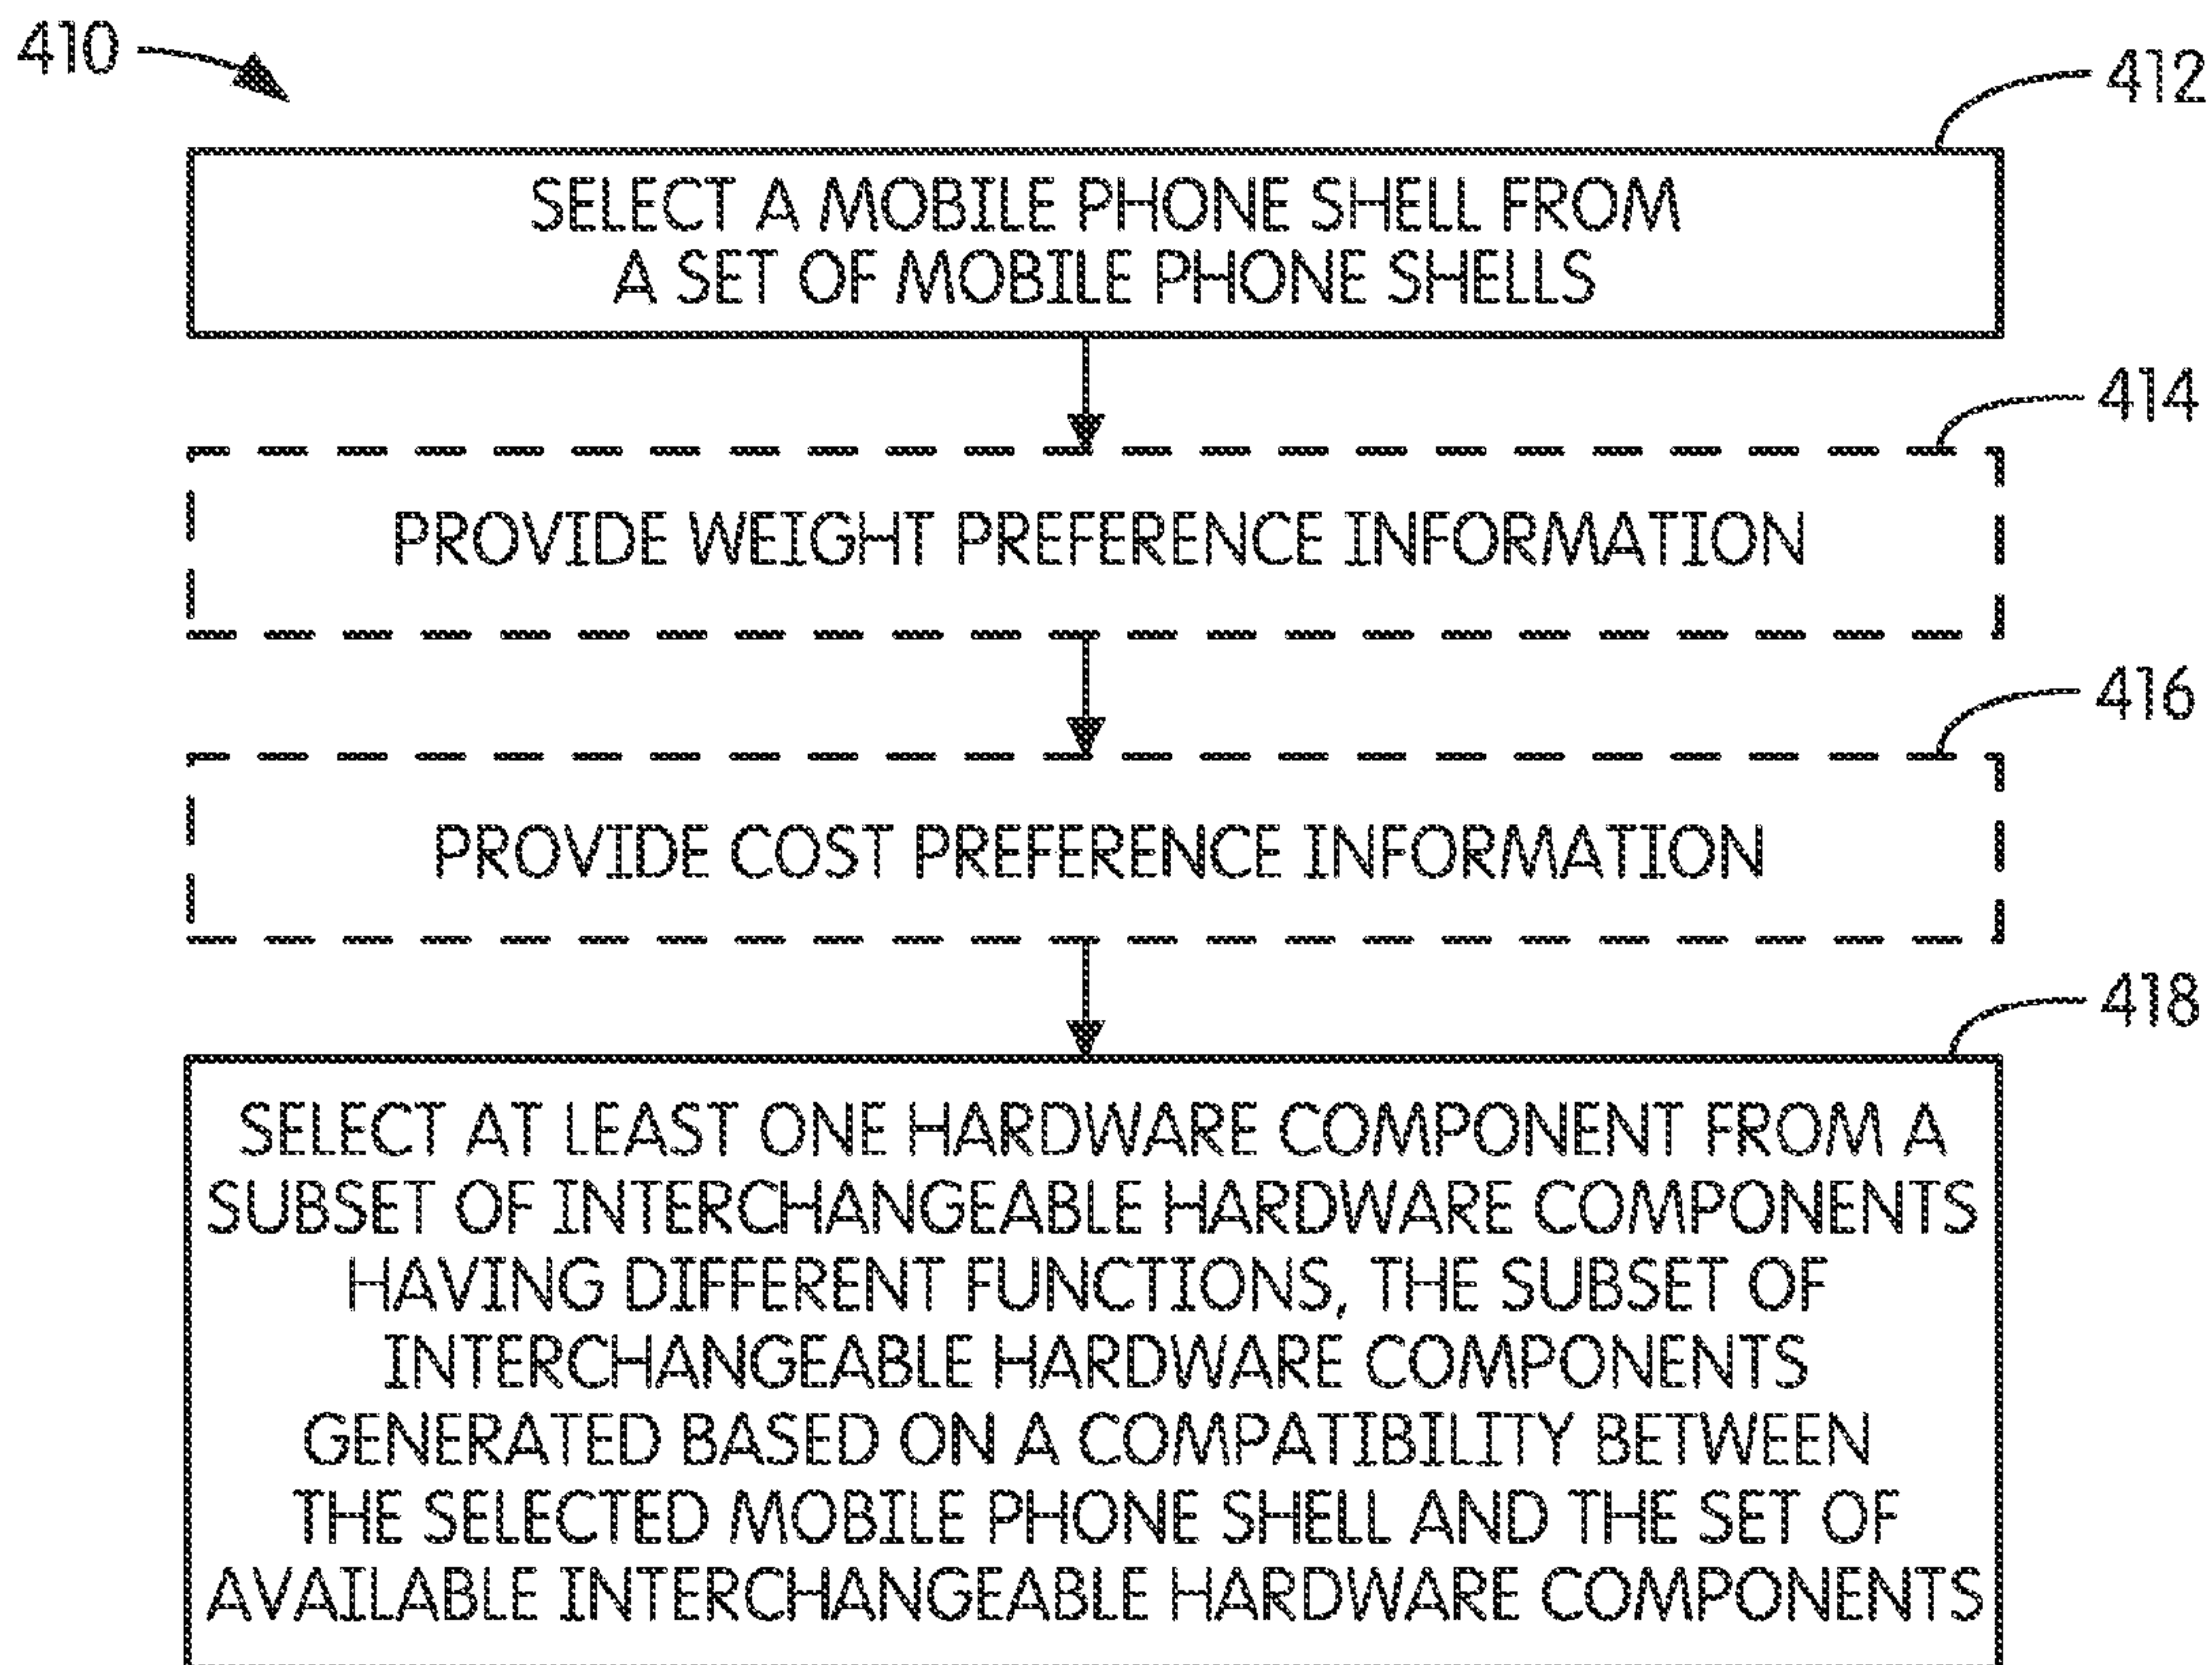 410
412
SELECT A MOBILE PHONE SHELL FROM
A SET OF MOBILE PHONE SHELLS
414
PROVIDE WEIGHT PREFERENCE INFORMATION
416
PROVIDE COST PREFERENCE INFORMATION
418
SELECT AT LEAST ONE HARDWARE COMPONENT FROM A
SUBSET OF INTERCHANGEABLE HARDWARE COMPONENTS
HAVING DIFFERENT FUNCTIONS, THE SUBSET OF
INTERCHANGEABLE HARDWARE COMPONENTS
GENERATED BASED ON A COMPATIBILITY BETWEEN
THE SELECTED MOBILE PHONE SHELL AND THE SET OF
AVAILABLE INTERCHANGEABLE HARDWARE COMPONENTS